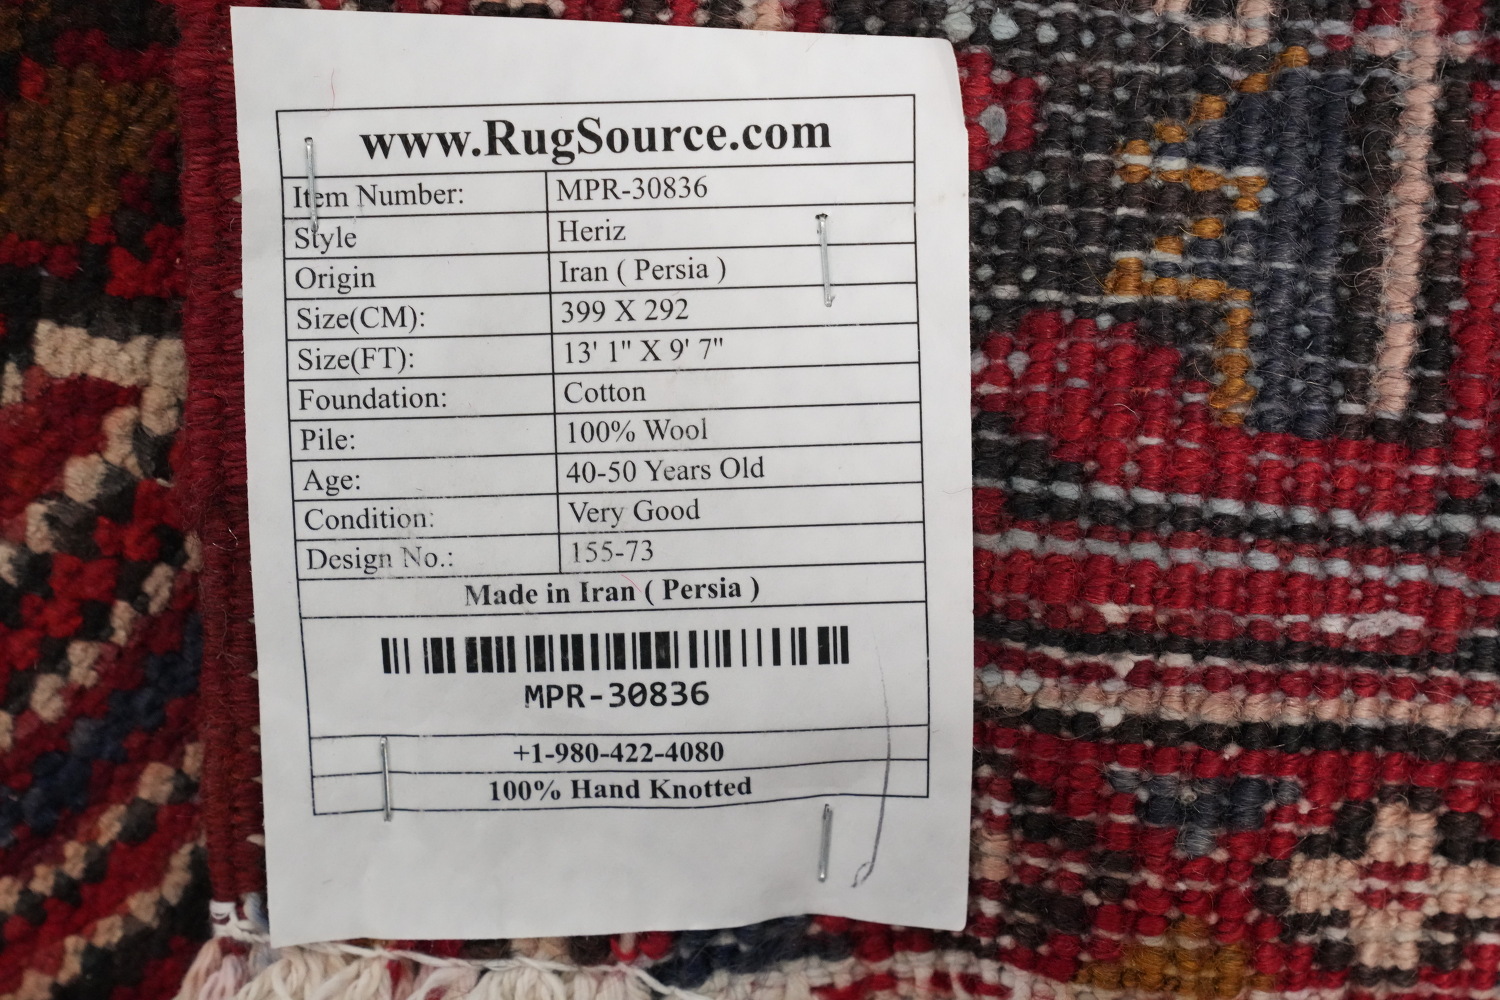 www.RugSource.com
Item Number: MPR-30836
Style Heriz
Origin Iran ( Persia )
Size(CM): 399 X 292
Size(FT): 13' 1" X 9' 7"
Foundation: Cotton
Pile: 100% Wool
Age: 40-50 Years Old
Condition: Very Good
Design No.: 155-73
Made in Iran ( Persia )
MPR-30836
+1-980-422-4080
100% Hand Knotted